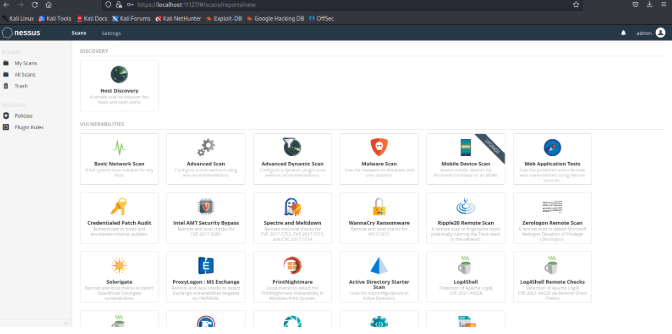 https://localhost:11127/#/scans/reports/new
Kali Linux Kali Tools Kali Docs Kali Forums Kali NetHunter Exploit-DB Google Hacking DB OffSec
nessus Scans Settings admin
My Scans
All Scans
Trash
Policies
Plugin Rules
DISCOVERY
Host Discovery
A simple scan to discover live
hosts and open ports.
VULNERABILITIES
Basic Network Scan
A full system scan suitable for any
host.
Advanced Scan
Configure a scan without using
any recommendations.
Advanced Dynamic Scan
Configure a dynamic plugin scan
without recommendations.
Malware Scan
Scan for malware on Windows and
Unix systems.
Mobile Device Scan
Assess mobile devices via
Microsoft Exchange or an MDM.
UPGRADE
Web Application Tests
Scan for published and unknown
web vulnerabilities using Nessus
Scanner.
Credentialed Patch Audit
Authenticate to hosts and
enumerate missing updates.
Intel AMT Security Bypass
Remote and local checks for
CVE-2017-5689.
Spectre and Meltdown
Remote and local checks for
CVE-2017-5753, CVE-2017-5715,
and CVE-2017-5754
WannaCry Ransomware
Remote and local checks for
MS17-010.
Ripple20 Remote Scan
A remote scan to fingerprint hosts
potentially running the Treck stack
in the network.
Zerologon Remote Scan
A remote scan to detect Microsoft
Netlogon Elevation of Privilege
(Zerologon).
Solorigate
Remote and local checks to detect
SolarWinds Solorigate
vulnerabilities.
ProxyLogon : MS Exchange
Remote and local checks to detect
Exchange vulnerabilities targeted
by HAFNIUM.
PrintNightmare
Local checks to detect the
PrintNightmare Vulnerability in
Windows Print Spooler.
Active Directory Starter
Scan
Look for misconfigurations in
Active Directory.
Log4Shell
Detection of Apache Log4j
CVE-2021-44228
Log4Shell Remote Checks
Detection of Apache Log4j
CVE-2021-44228 via Remote Direct
Checks